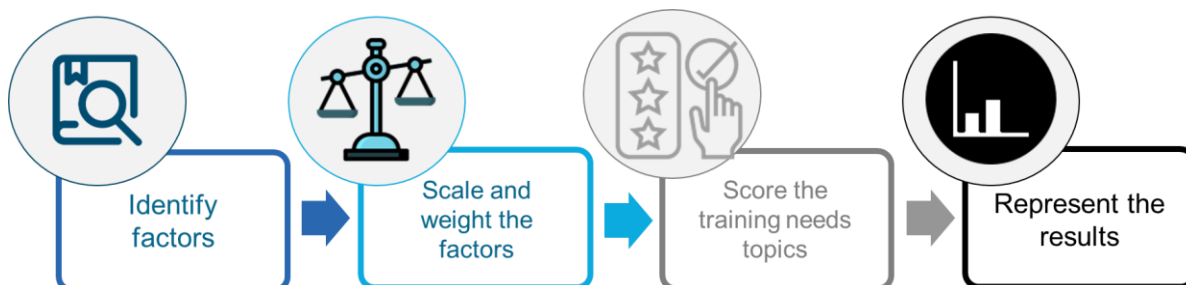 Identify
factors
Scale and
weight the
factors
Score the
training needs
topics
Represent the
results